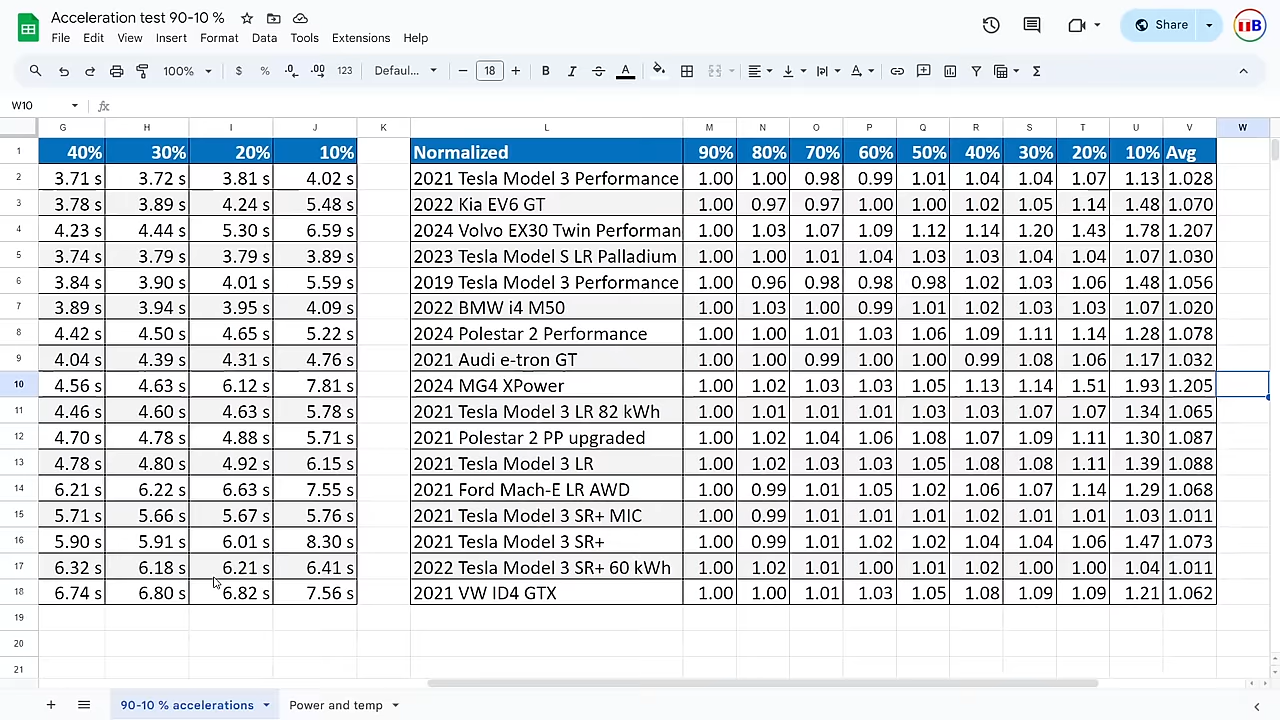 Acceleration test 90-10 %
File Edit View Insert Format Data Tools Extensions Help
Share
100% $ % .0 .00 123 Defaul... 18 B I S A
W10 fx
G H I J K L M N O P Q R S T U V W
1 40% 30% 20% 10% Normalized 90% 80% 70% 60% 50% 40% 30% 20% 10% Avg
2 3.71 s 3.72 s 3.81 s 4.02 s 2021 Tesla Model 3 Performance 1.00 1.00 0.98 0.99 1.01 1.04 1.04 1.07 1.13 1.028
3 3.78 s 3.89 s 4.24 s 5.48 s 2022 Kia EV6 GT 1.00 0.97 0.97 1.00 1.00 1.02 1.05 1.14 1.48 1.070
4 4.23 s 4.44 s 5.30 s 6.59 s 2024 Volvo EX30 Twin Performan 1.00 1.03 1.07 1.09 1.12 1.14 1.20 1.43 1.78 1.207
5 3.74 s 3.79 s 3.79 s 3.89 s 2023 Tesla Model S LR Palladium 1.00 1.00 1.01 1.04 1.03 1.03 1.04 1.04 1.07 1.030
6 3.84 s 3.90 s 4.01 s 5.59 s 2019 Tesla Model 3 Performance 1.00 0.96 0.98 0.98 0.98 1.02 1.03 1.06 1.48 1.056
7 3.89 s 3.94 s 3.95 s 4.09 s 2022 BMW i4 M50 1.00 1.03 1.00 0.99 1.01 1.02 1.03 1.03 1.07 1.020
8 4.42 s 4.50 s 4.65 s 5.22 s 2024 Polestar 2 Performance 1.00 1.00 1.01 1.03 1.06 1.09 1.11 1.14 1.28 1.078
9 4.04 s 4.39 s 4.31 s 4.76 s 2021 Audi e-tron GT 1.00 1.00 0.99 1.00 1.00 0.99 1.08 1.06 1.17 1.032
10 4.56 s 4.63 s 6.12 s 7.81 s 2024 MG4 XPower 1.00 1.02 1.03 1.03 1.05 1.13 1.14 1.51 1.93 1.205
11 4.46 s 4.60 s 4.63 s 5.78 s 2021 Tesla Model 3 LR 82 kWh 1.00 1.01 1.01 1.01 1.03 1.03 1.07 1.07 1.34 1.065
12 4.70 s 4.78 s 4.88 s 5.71 s 2021 Polestar 2 PP upgraded 1.00 1.02 1.04 1.06 1.08 1.07 1.09 1.11 1.30 1.087
13 4.78 s 4.80 s 4.92 s 6.15 s 2021 Tesla Model 3 LR 1.00 1.02 1.03 1.03 1.05 1.08 1.08 1.11 1.39 1.088
14 6.21 s 6.22 s 6.63 s 7.55 s 2021 Ford Mach-E LR AWD 1.00 0.99 1.01 1.05 1.02 1.06 1.07 1.14 1.29 1.068
15 5.71 s 5.66 s 5.67 s 5.76 s 2021 Tesla Model 3 SR+ MIC 1.00 0.99 1.01 1.01 1.01 1.02 1.01 1.01 1.03 1.011
16 5.90 s 5.91 s 6.01 s 8.30 s 2021 Tesla Model 3 SR+ 1.00 0.99 1.01 1.02 1.02 1.04 1.04 1.06 1.47 1.073
17 6.32 s 6.18 s 6.21 s 6.41 s 2022 Tesla Model 3 SR+ 60 kWh 1.00 1.02 1.01 1.00 1.01 1.02 1.00 1.00 1.04 1.011
18 6.74 s 6.80 s 6.82 s 7.56 s 2021 VW ID4 GTX 1.00 1.00 1.01 1.03 1.05 1.08 1.09 1.09 1.21 1.062
19
20
21
90-10 % accelerations Power and temp